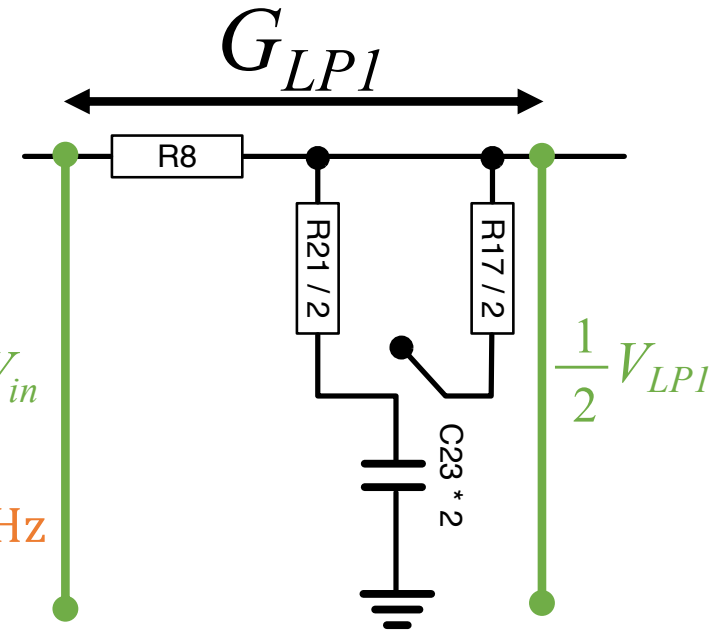 G_LP1
R8
R21 / 2
R17 / 2
V_in
1/2 V_LP1
C23 * 2
Hz